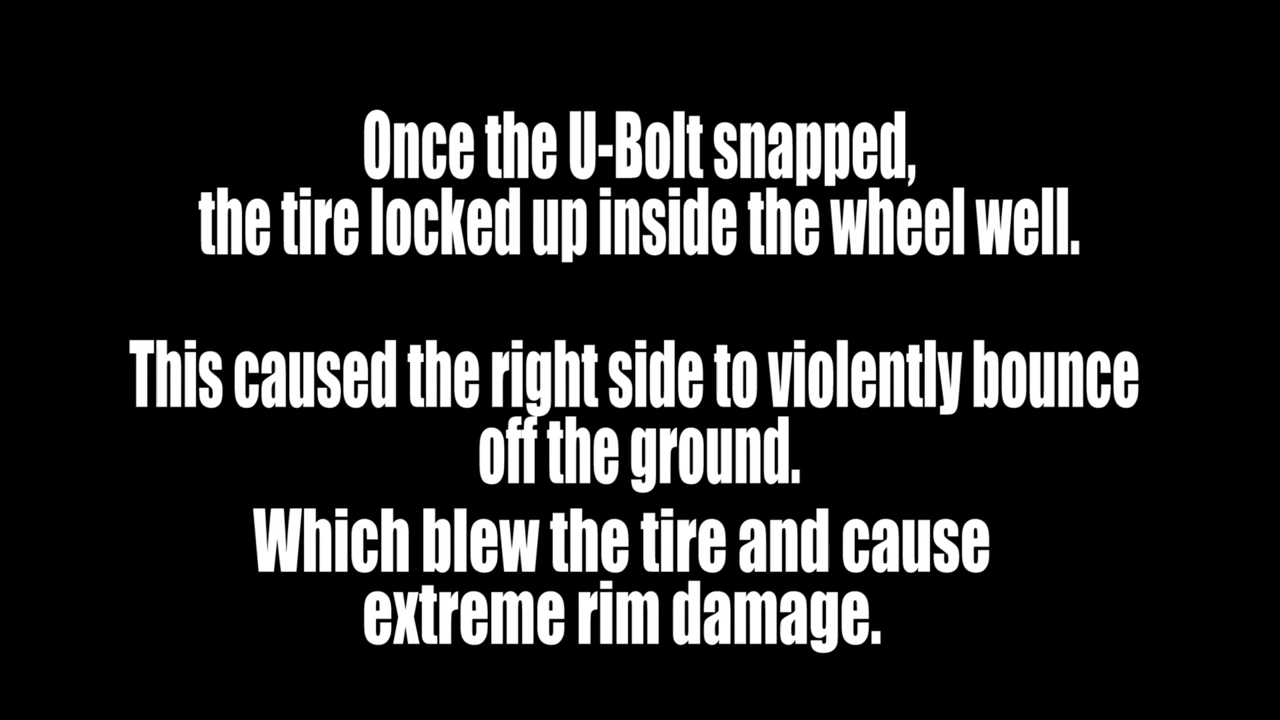 Once the U-Bolt snapped,
the tire locked up inside the wheel well.
This caused the right side to violently bounce
off the ground.
Which blew the tire and cause
extreme rim damage.